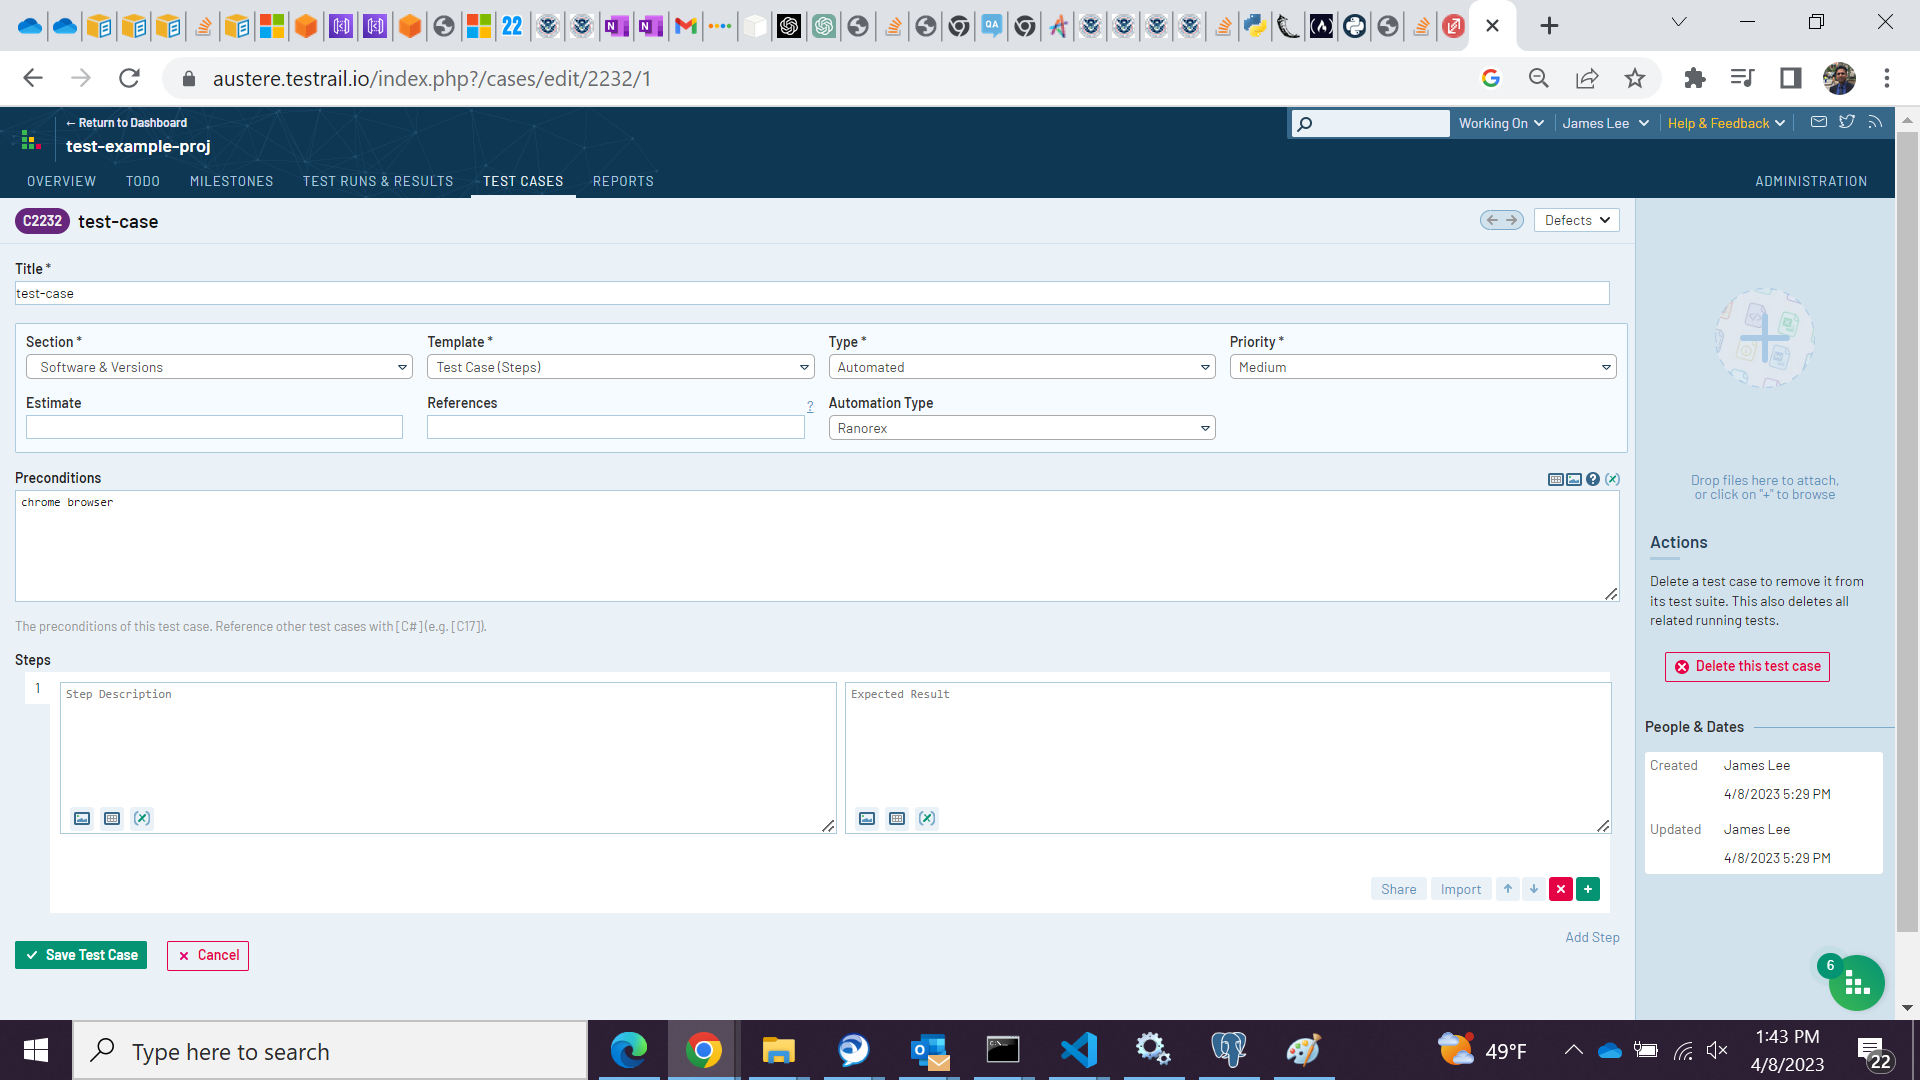 22
QA
austere.testrail.io/index.php?/cases/edit/2232/1
← Return to Dashboard
test-example-proj
Working On
James Lee
Help & Feedback
OVERVIEW
TODO
MILESTONES
TEST RUNS & RESULTS
TEST CASES
REPORTS
ADMINISTRATION
C2232
test-case
Defects
Title *
test-case
Section *
Template *
Type *
Priority *
Software & Versions
Test Case (Steps)
Automated
Medium
Estimate
References
?
Automation Type
Ranorex
Preconditions
chrome browser
The preconditions of this test case. Reference other test cases with [C#] (e.g. [C17]).
Steps
1
Step Description
Expected Result
Share
Import
Add Step
Save Test Case
Cancel
Drop files here to attach,
or click on "+" to browse
Actions
Delete a test case to remove it from
its test suite. This also deletes all
related running tests.
Delete this test case
People & Dates
Created
James Lee
4/8/2023 5:29 PM
Updated
James Lee
4/8/2023 5:29 PM
6
Type here to search
49°F
1:43 PM
4/8/2023
22